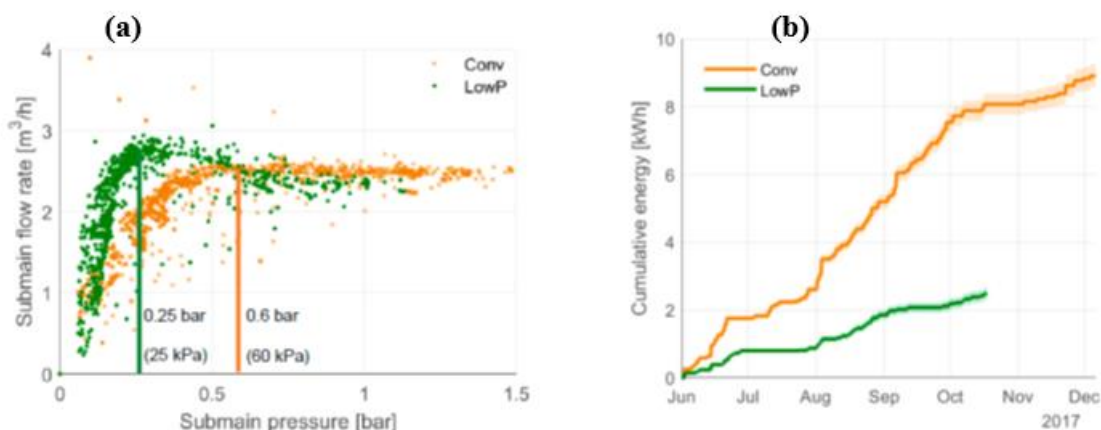 (a)
Submain flow rate [m³/h]
4
3
2
1
0
Conv
LowP
0.25 bar
(25 kPa)
0.6 bar
(60 kPa)
0
0.5
1
1.5
Submain pressure [bar]
(b)
Cumulative energy [kWh]
10
8
6
4
2
0
Conv
LowP
Jun
Jul
Aug
Sep
Oct
Nov
Dec
2017